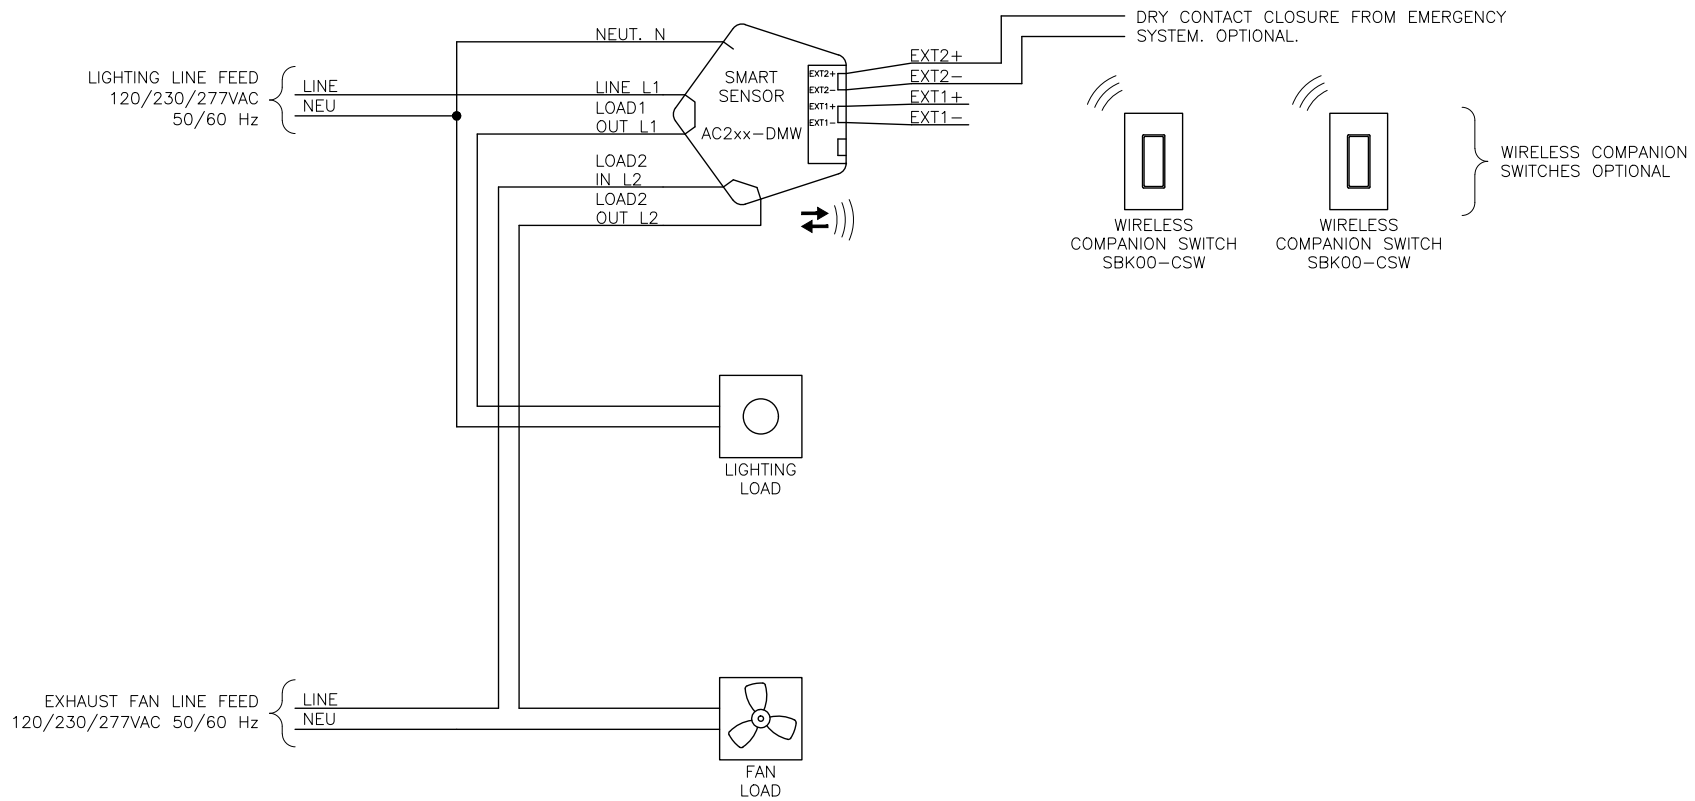 NEUT. N
LIGHTING LINE FEED
120/230/277VAC
50/60 Hz
LINE
NEU
LINE L1
LOAD1
OUT L1
LOAD2
IN L2
LOAD2
OUT L2
SMART
SENSOR
AC2xx-DMW
EXT2+
EXT2-
EXT1+
EXT1-
EXT2+
EXT2-
EXT1+
EXT1-
DRY CONTACT CLOSURE FROM EMERGENCY
SYSTEM. OPTIONAL.
WIRELESS
COMPANION SWITCH
SBK00-CSW
WIRELESS
COMPANION SWITCH
SBK00-CSW
WIRELESS COMPANION
SWITCHES OPTIONAL
LIGHTING
LOAD
EXHAUST FAN LINE FEED
120/230/277VAC 50/60 Hz
LINE
NEU
FAN
LOAD